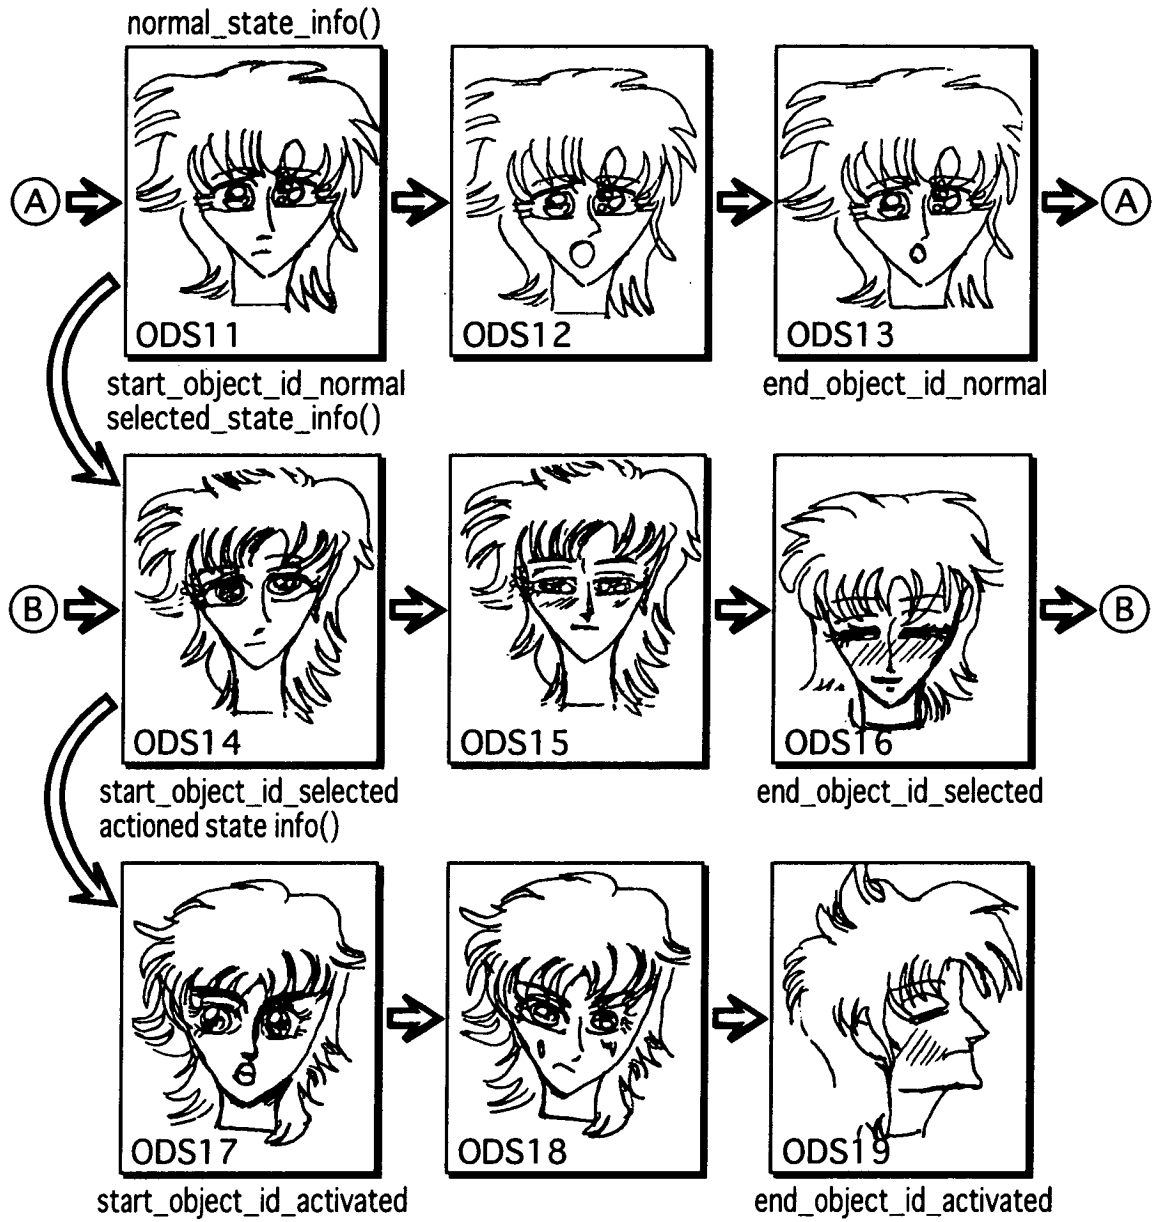 normal_state_info()
A
A
ODS11
ODS12
ODS13
start_object_id_normal
end_object_id_normal
selected_state_info()
B
B
ODS14
ODS15
ODS16
start_object_id_selected
end_object_id_selected
actioned state info()
ODS17
ODS18
ODS19
start_object_id_activated
end_object_id_activated